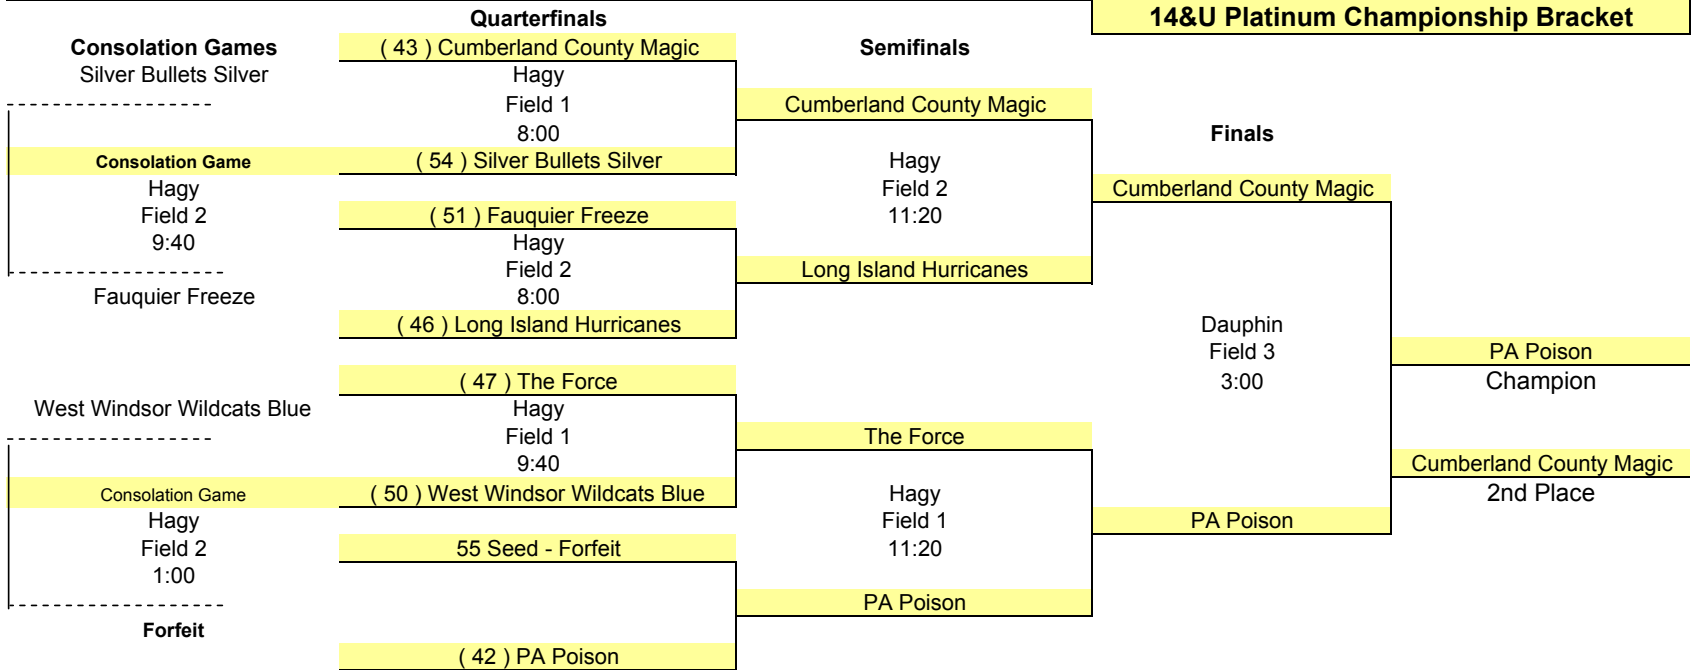 Quarterfinals
14&U Platinum Championship Bracket
Consolation Games
( 43 ) Cumberland County Magic
Semifinals
Silver Bullets Silver
Hagy
Field 1
Cumberland County Magic
8:00
Finals
Consolation Game
( 54 ) Silver Bullets Silver
Hagy
Hagy
Field 2
Cumberland County Magic
Field 2
( 51 ) Fauquier Freeze
11:20
9:40
Hagy
Field 2
Long Island Hurricanes
Fauquier Freeze
8:00
( 46 ) Long Island Hurricanes
Dauphin
Field 3
PA Poison
( 47 ) The Force
3:00
Champion
West Windsor Wildcats Blue
Hagy
Field 1
The Force
9:40
Cumberland County Magic
Consolation Game
( 50 ) West Windsor Wildcats Blue
Hagy
2nd Place
Hagy
Field 1
PA Poison
Field 2
55 Seed - Forfeit
11:20
1:00
PA Poison
Forfeit
( 42 ) PA Poison